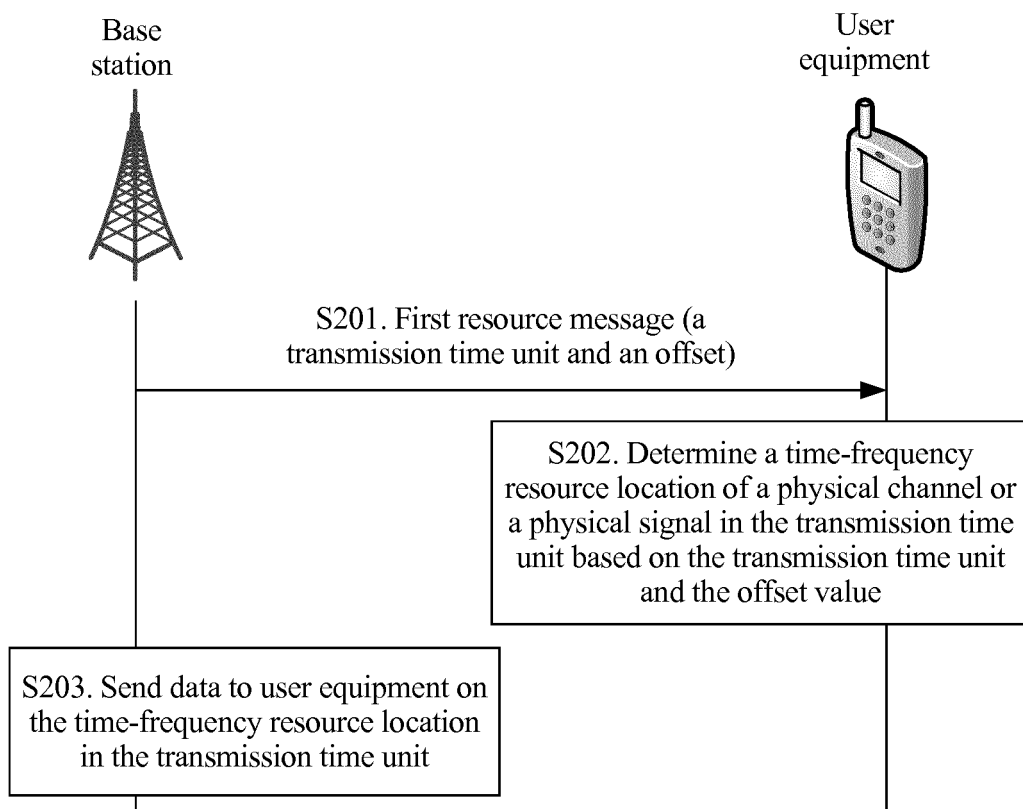 Base
station
User
equipment
S201. First resource message (a
transmission time unit and an offset)
S202. Determine a time-frequency
resource location of a physical channel or
a physical signal in the transmission time
unit based on the transmission time unit
and the offset value
S203. Send data to user equipment on
the time-frequency resource location
in the transmission time unit